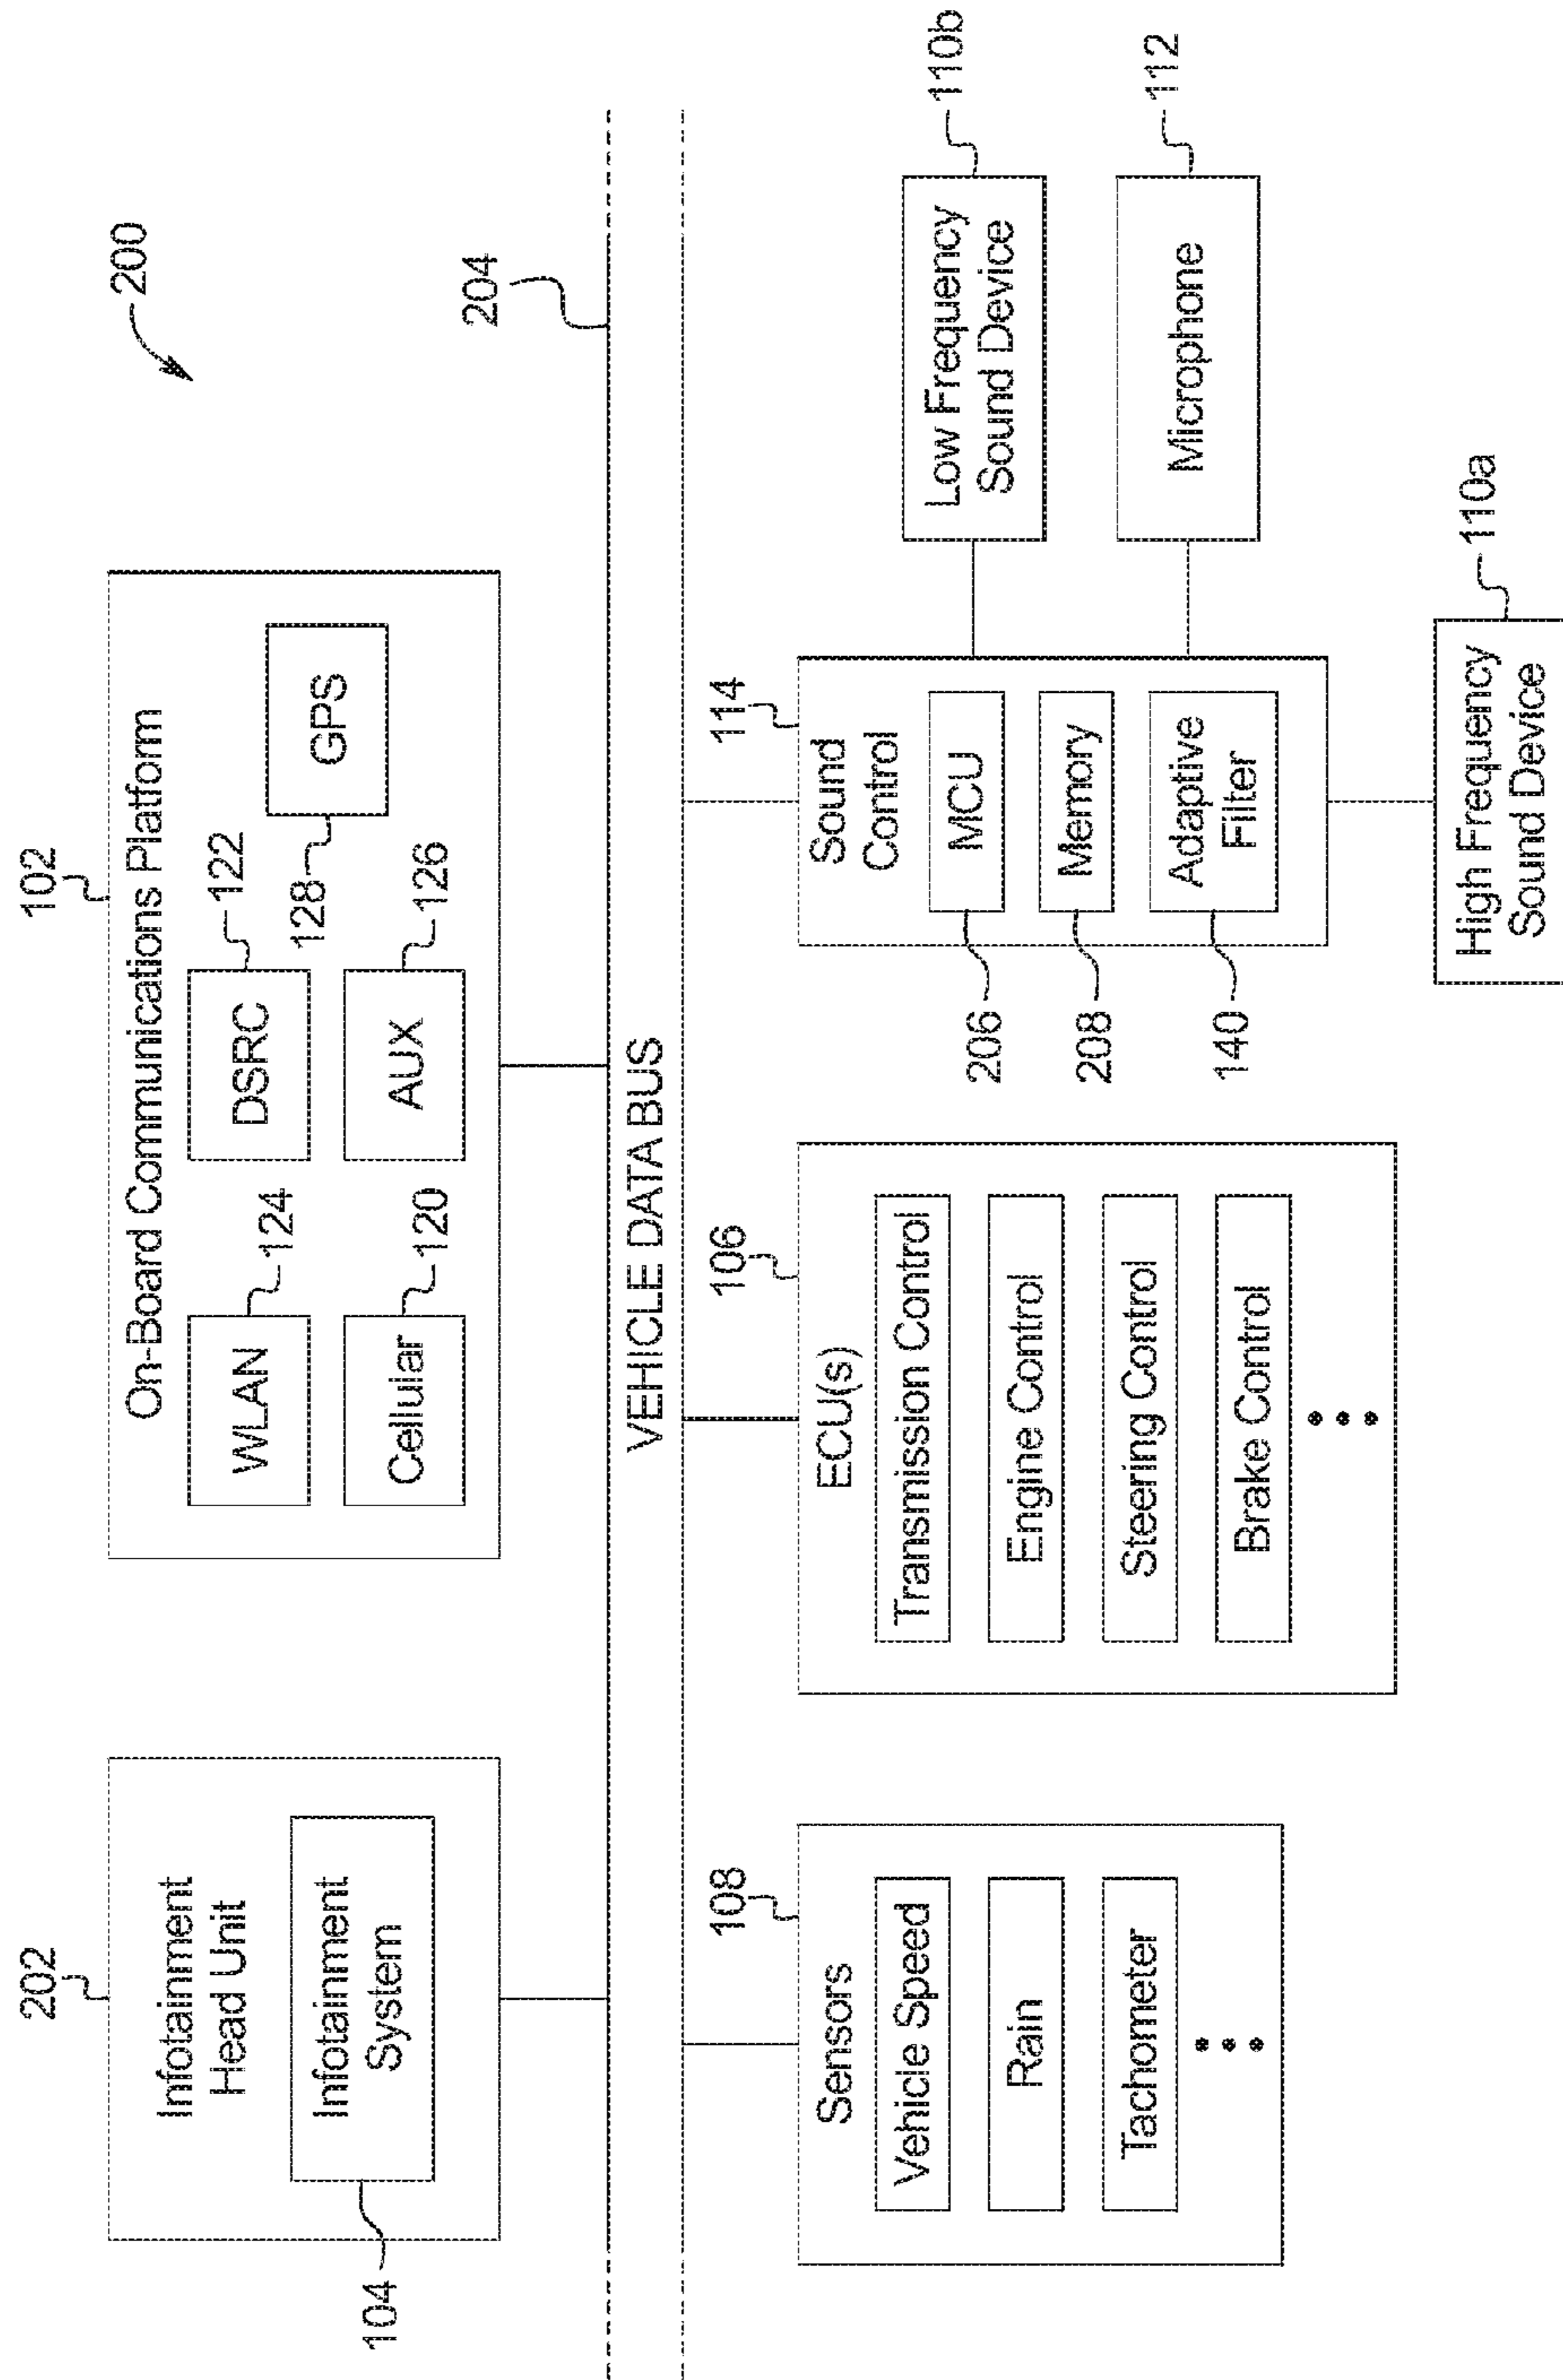 200
202
Infotainment
Head Unit
Infotainment
System
104
102
On-Board Communications Platform
WLAN
124
DSRC
122
Cellular
120
AUX
126
GPS
128
204
VEHICLE DATA BUS
108
Sensors
Vehicle Speed
Rain
Tachometer
106
ECU(s)
Transmission Control
Engine Control
Steering Control
Brake Control
114
Sound
Control
MCU
206
Memory
208
Adaptive
Filter
140
Low Frequency
Sound Device
110b
Microphone
112
High Frequency
Sound Device
110a